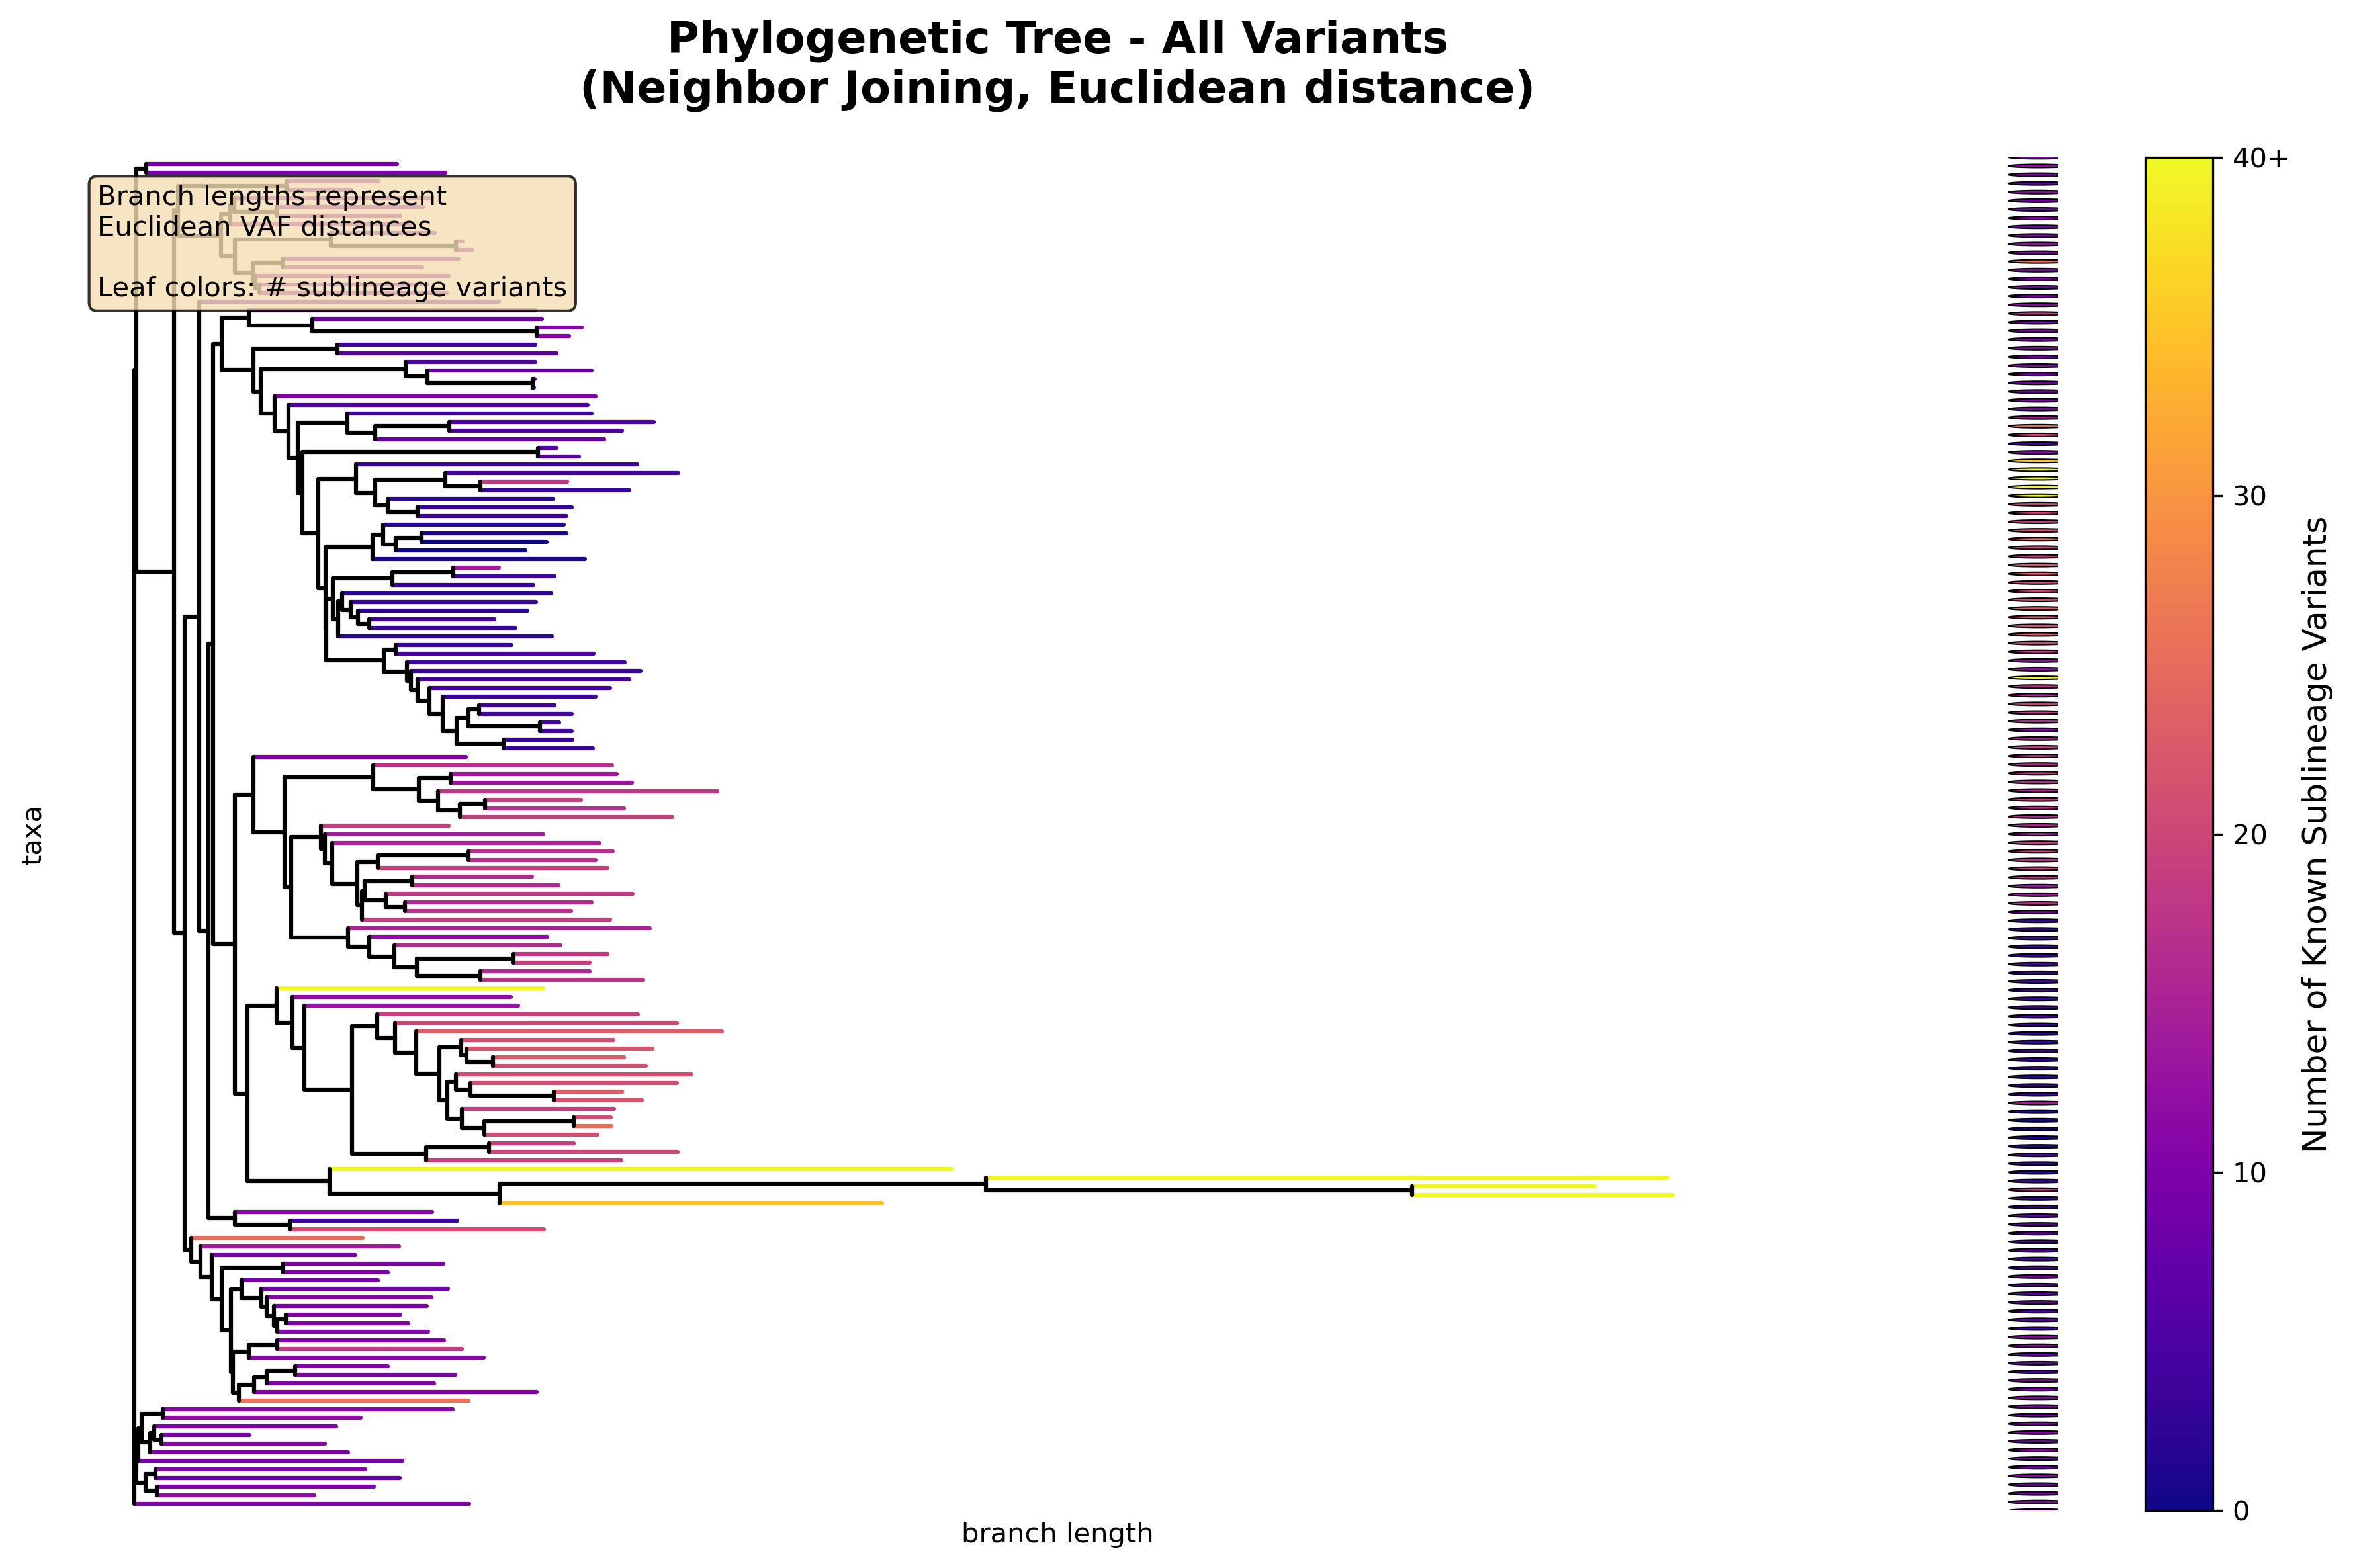 Phylogenetic Tree - All Variants
(Neighbor Joining, Euclidean distance)
Branch lengths represent
Euclidean VAF distances
Leaf colors: # sublineage variants
taxa
branch length
40+
30
20
10
0
Number of Known Sublineage Variants